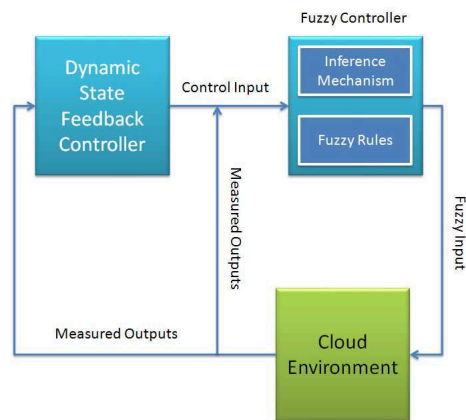 Fuzzy Controller
Dynamic
State
Feedback
Controller
Control Input
Inference
Mechanism
Fuzzy Rules
Measured Outputs
Fuzzy Input
Measured Outputs
Cloud
Environment